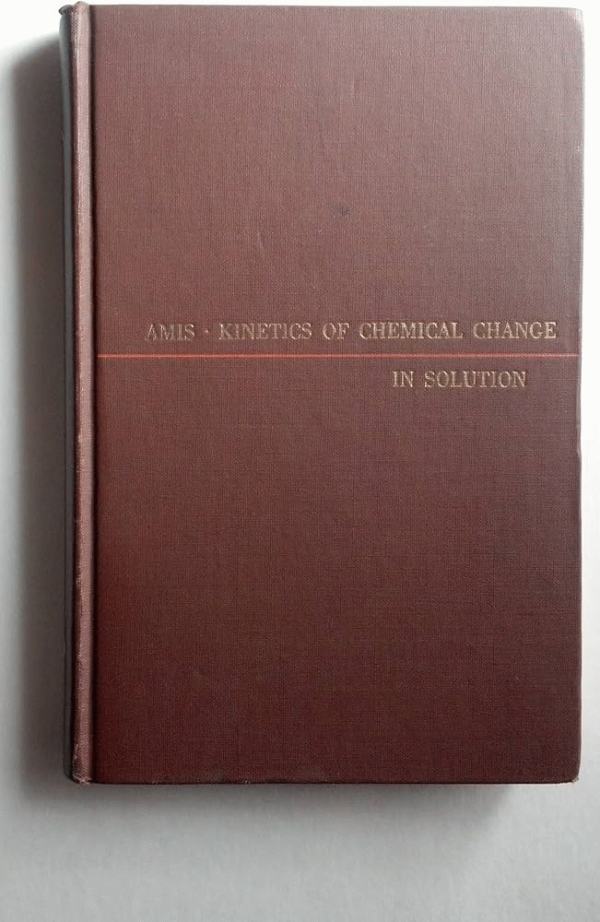 AMIS · KINETICS OF CHEMICAL CHANGE
IN SOLUTION